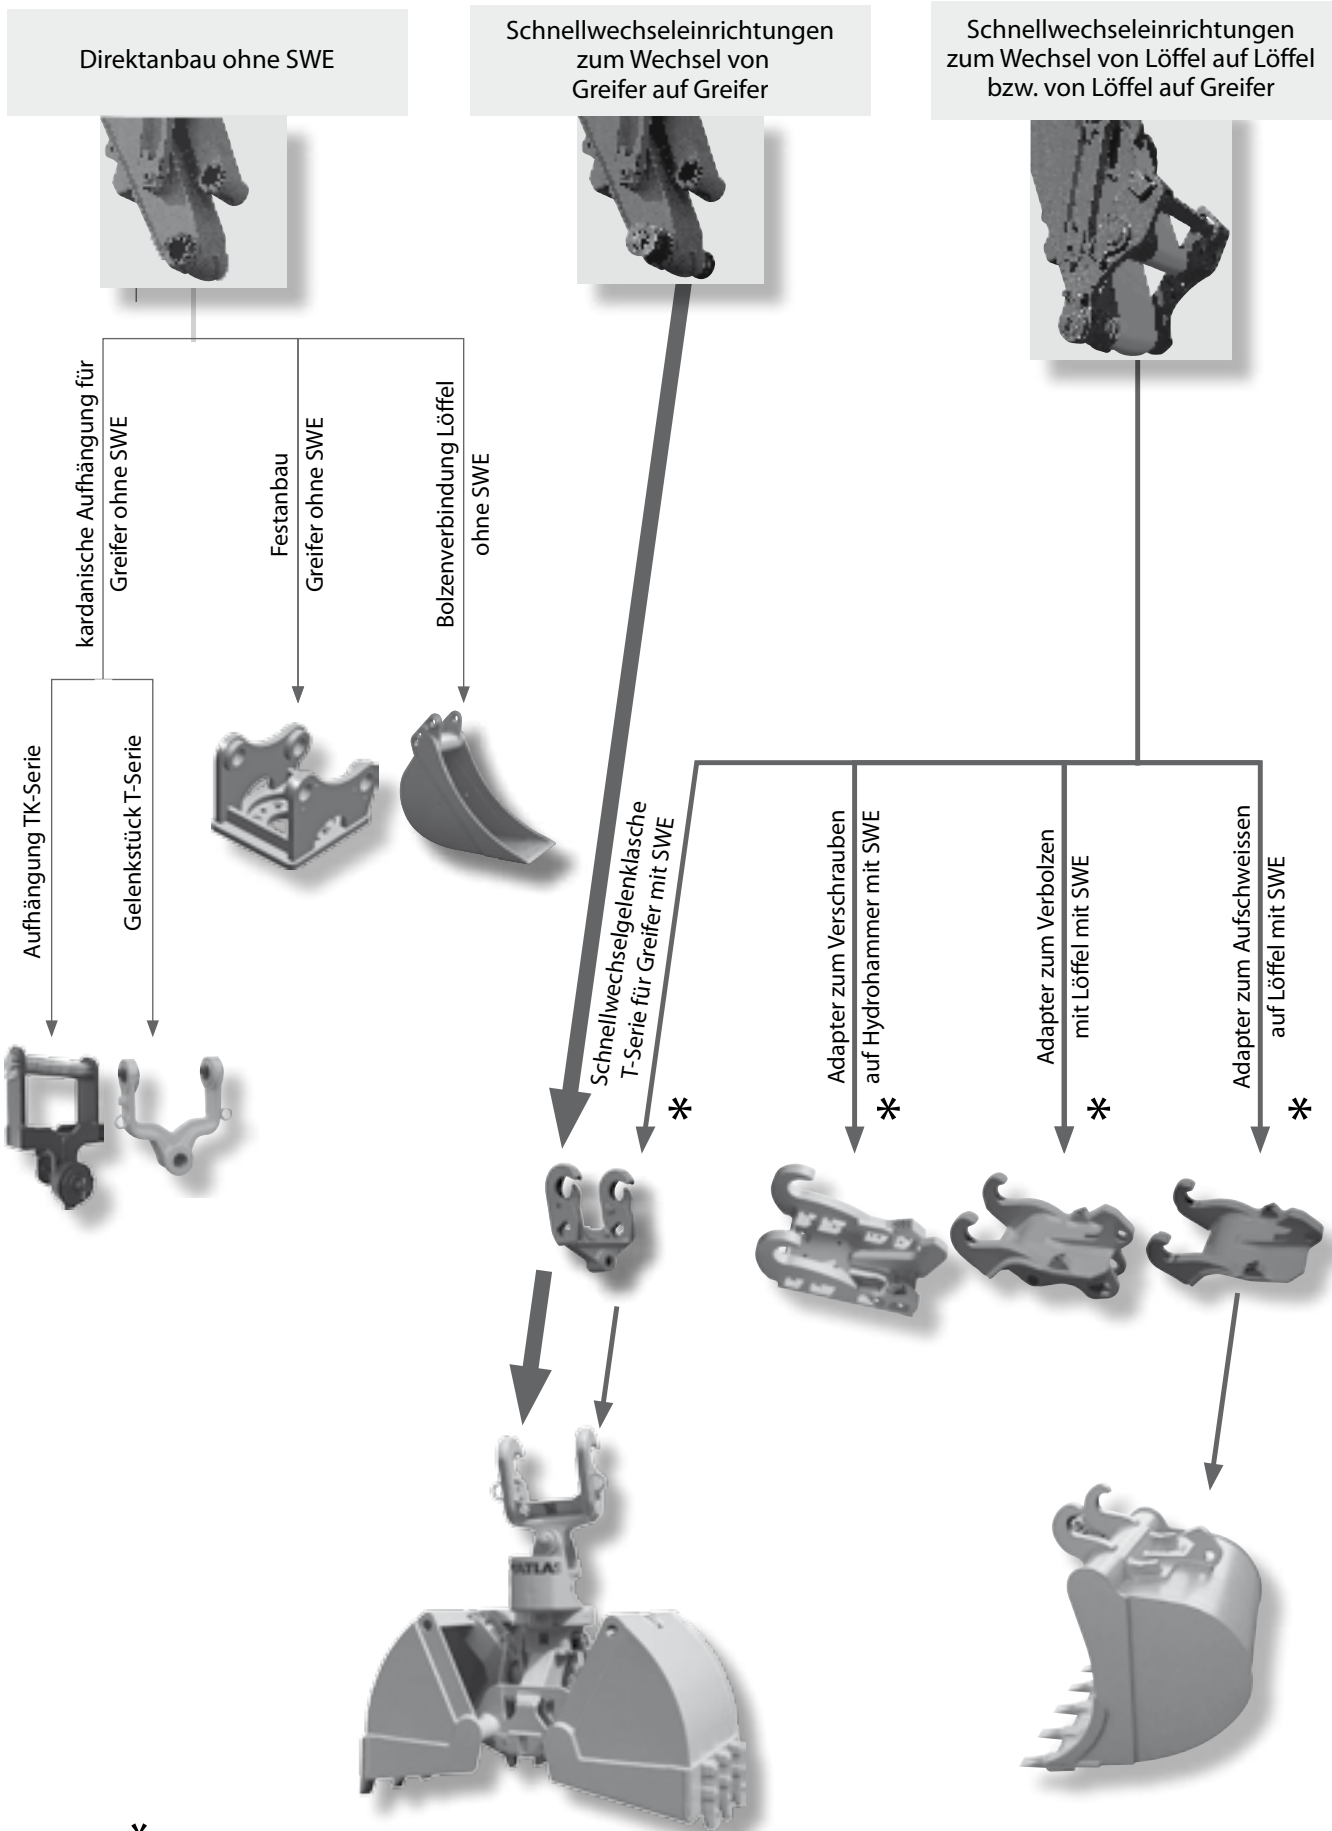 Direktanbau ohne SWE
Schnellwechseleinrichtungen
zum Wechsel von
Greifer auf Greifer
Schnellwechseleinrichtungen
zum Wechsel von Löffel auf Löffel
bzw. von Löffel auf Greifer
kardanische Aufhängung für
Greifer ohne SWE
Festanbau
Greifer ohne SWE
Bolzenverbindung Löffel
ohne SWE
Aufhängung TK-Serie
Gelenkstück T-Serie
Schnellwechselgelenklasche
T-Serie für Greifer mit SWE
*
Adapter zum Verschrauben
auf Hydrohammer mit SWE
*
Adapter zum Verbolzen
mit Löffel mit SWE
*
Adapter zum Aufschweissen
auf Löffel mit SWE
*
ATLAS
*